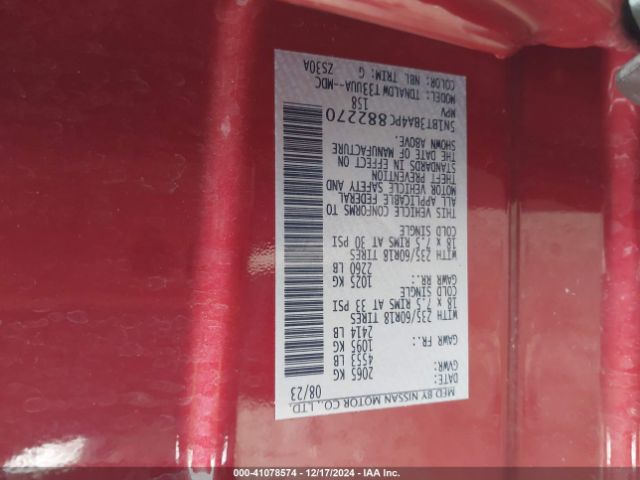 MFD BY NISSAN MOTOR CO., LTD.
DATE: 08/23
GVWR: 2065 KG
4553 LB
GAWR FR.: 1095 KG
2414 LB
WITH 235/60R18 TIRES
18 x 7.5 RIMS AT 33 PSI
COLD SINGLE
GAWR RR.: 1025 KG
2260 LB
WITH 235/60R18 TIRES
18 x 7.5 RIMS AT 30 PSI
COLD SINGLE
THIS VEHICLE CONFORMS TO
ALL APPLICABLE FEDERAL
MOTOR VEHICLE SAFETY AND
THEFT PREVENTION
STANDARDS IN EFFECT ON
THE DATE OF MANUFACTURE
SHOWN ABOVE.
5N1BT3BA4PC882270
MPV 158
MODEL: TDNALDWT33UUA--MDC
COLOR: NBL TRIM: G
ZS30A
000-41078574 | 12/17/2024 - IAA Inc.